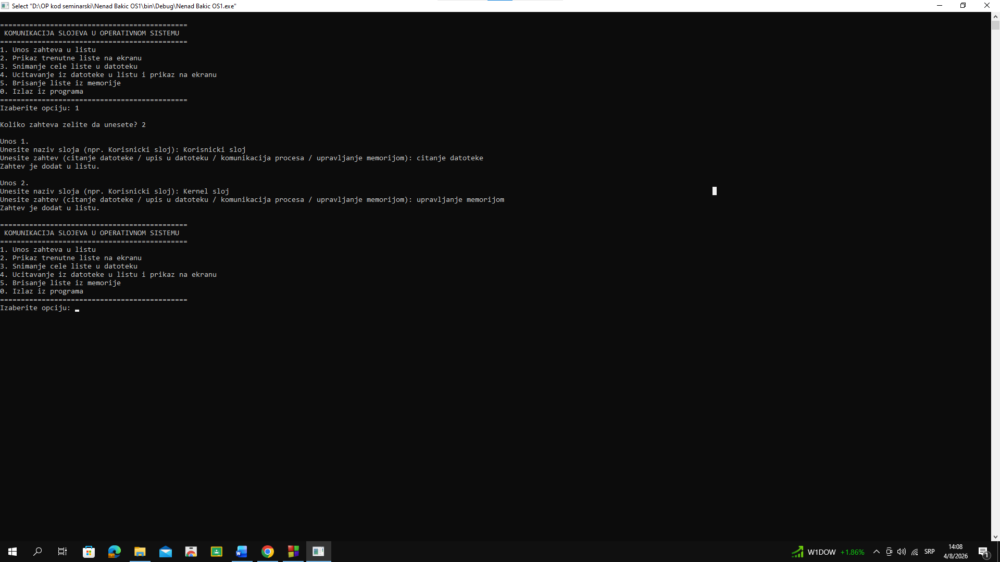 Select "D:\OP kod seminarski\Nenad Bakic OS1\bin\Debug\Nenad Bakic OS1.exe"
=============================================
 KOMUNIKACIJA SLOJEVA U OPERATIVNOM SISTEMU
=============================================
1. Unos zahteva u listu
2. Prikaz trenutne liste na ekranu
3. Snimanje cele liste u datoteku
4. Ucitavanje iz datoteke u listu i prikaz na ekranu
5. Brisanje liste iz memorije
0. Izlaz iz programa
=============================================
Izaberite opciju: 1
Koliko zahteva zelite da unesete? 2
Unos 1.
Unesite naziv sloja (npr. Korisnicki sloj): Korisnicki sloj
Unesite zahtev (citanje datoteke / upis u datoteku / komunikacija procesa / upravljanje memorijom): citanje datoteke
Zahtev je dodat u listu.
Unos 2.
Unesite naziv sloja (npr. Korisnicki sloj): Kernel sloj
Unesite zahtev (citanje datoteke / upis u datoteku / komunikacija procesa / upravljanje memorijom): upravljanje memorijom
Zahtev je dodat u listu.
=============================================
 KOMUNIKACIJA SLOJEVA U OPERATIVNOM SISTEMU
=============================================
1. Unos zahteva u listu
2. Prikaz trenutne liste na ekranu
3. Snimanje cele liste u datoteku
4. Ucitavanje iz datoteke u listu i prikaz na ekranu
5. Brisanje liste iz memorije
0. Izlaz iz programa
=============================================
Izaberite opciju:
W1DOW +1.86% SRP 14:08
4/8/2026 1